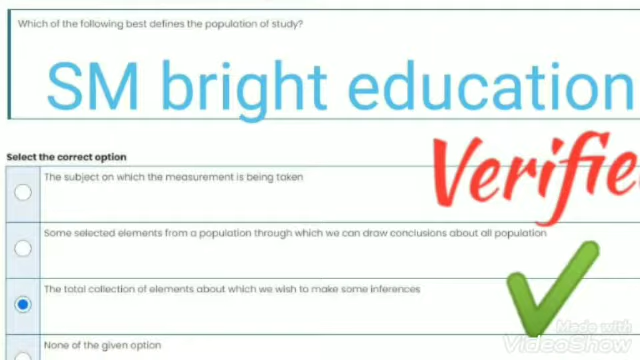 Which of the following best defines the population of study?
SM bright education
Select the correct option
Verifie
The subject on which the measurement is being taken
Some selected elements from a population through which we can draw conclusions about all population
The total collection of elements about which we wish to make some inferences
Made with
VideoShow
None of the given option